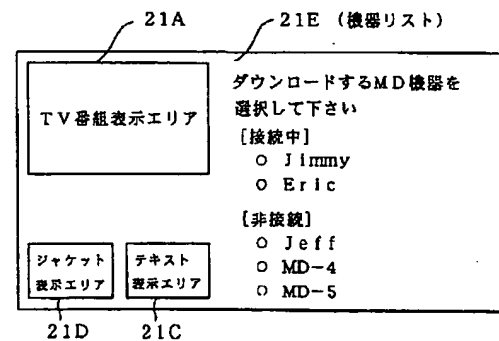 21A
21E (機器リスト)
TV番組表示エリア
ダウンロードするMD機器を
選択して下さい
[接続中]
○ Jimmy
○ Eric
[非接続]
○ Jeff
○ MD-4
○ MD-5
ジャケット
表示エリア
テキスト
表示エリア
21D
21C